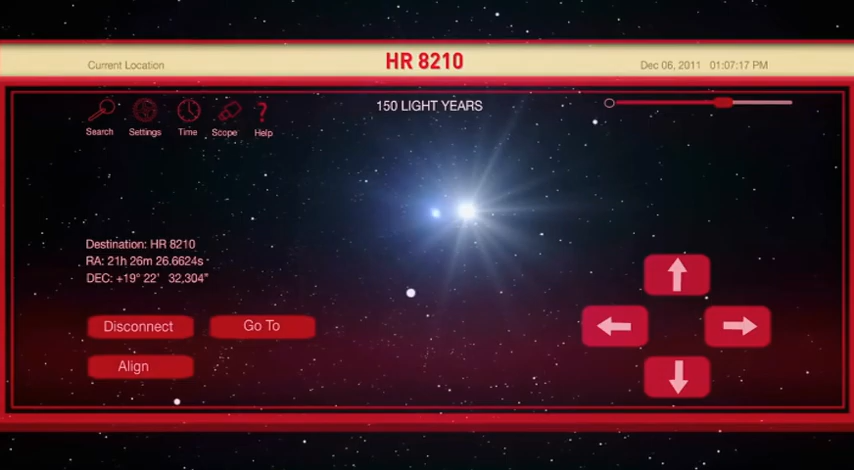 Current Location
HR 8210
Dec 06, 2011 01:07:17 PM
150 LIGHT YEARS
Search Settings Time Scope Help
Destination: HR 8210
RA: 21h 26m 26.6624s
DEC: +19° 22' 32,304"
Disconnect Go To
Align